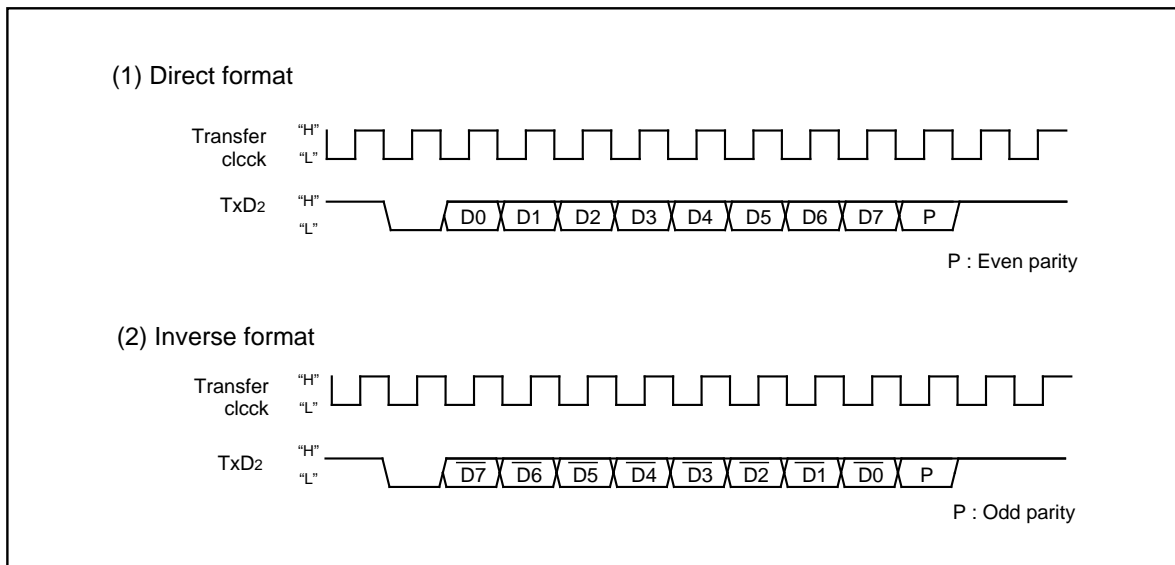 (1) Direct format
Transfer
clcck
“H”
“L”
TxD2
“H”
“L”
D0 D1 D2 D3 D4 D5 D6 D7 P
P : Even parity
(2) Inverse format
Transfer
clcck
“H”
“L”
TxD2
“H”
“L”
D7 D6 D5 D4 D3 D2 D1 D0 P
P : Odd parity